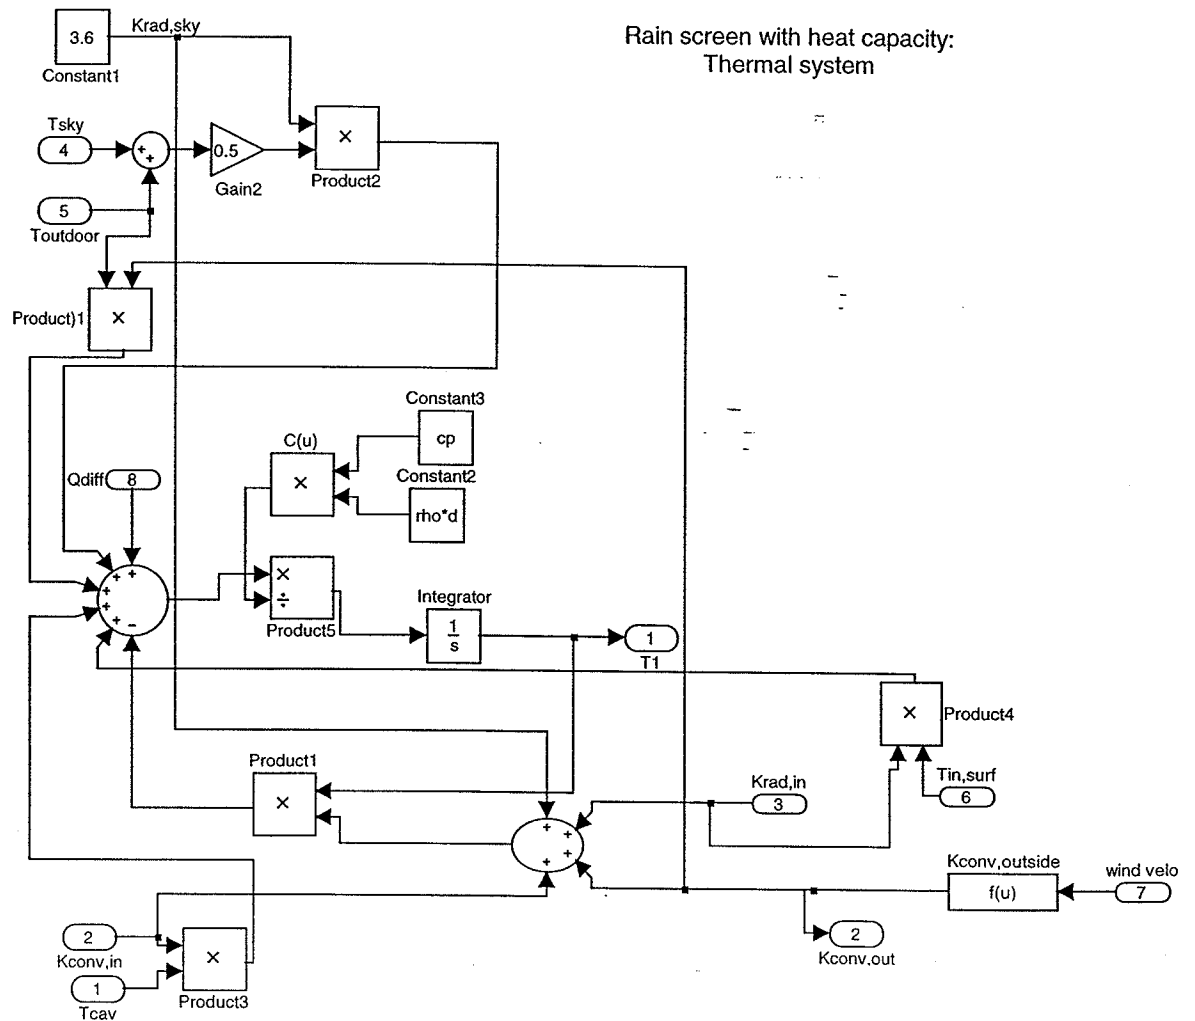 Rain screen with heat capacity:
Thermal system
3.6
Constant1
Krad,sky
Tsky
4
+
+
0.5
Gain2
×
Product2
5
Toutdoor
Product)1
×
Constant3
cp
C(u)
×
Constant2
rho*d
Qdiff
8
+ +
+
+
+ −
×
÷
Product5
Integrator
1
s
1
T1
×
Product4
Tin,surf
6
Product1
×
Krad,in
3
+
+
+
+
Kconv,outside
f(u)
wind velo
7
2
Kconv,out
2
Kconv,in
1
Tcav
×
Product3